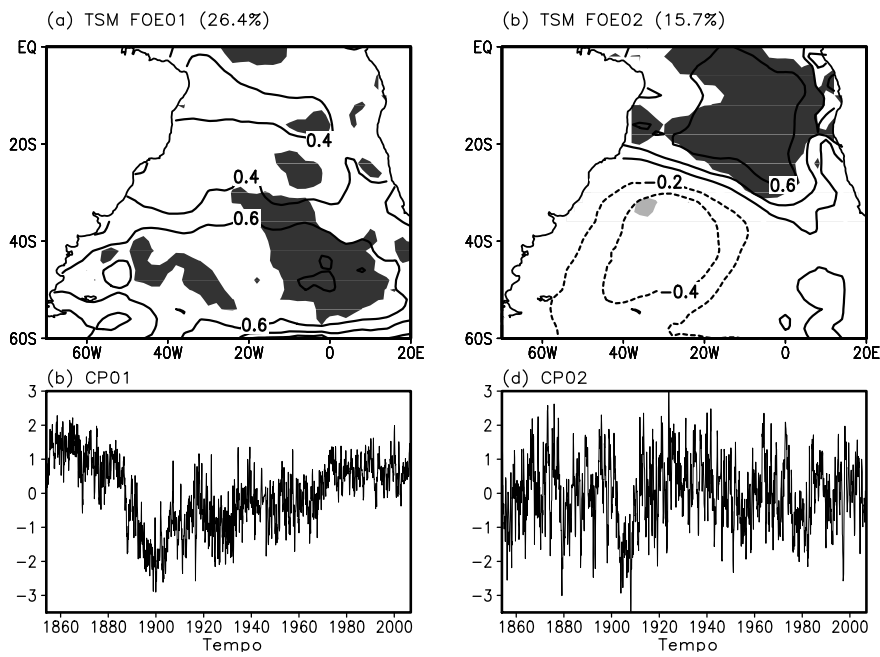 (a) TSM FOE01 (26.4%)
(b) TSM FOE02 (15.7%)
EQ
20S
40S
60S
60W
40W
20W
0
20E
0.4
0.4
0.6
0.6
EQ
20S
40S
60S
60W
40W
20W
0
20E
0.6
-0.2
-0.4
(b) CP01
3
2
1
0
-1
-2
-3
1860
1880
1900
1920
1940
1960
1980
2000
Tempo
(d) CP02
3
2
1
0
-1
-2
-3
1860
1880
1900
1920
1940
1960
1980
2000
Tempo